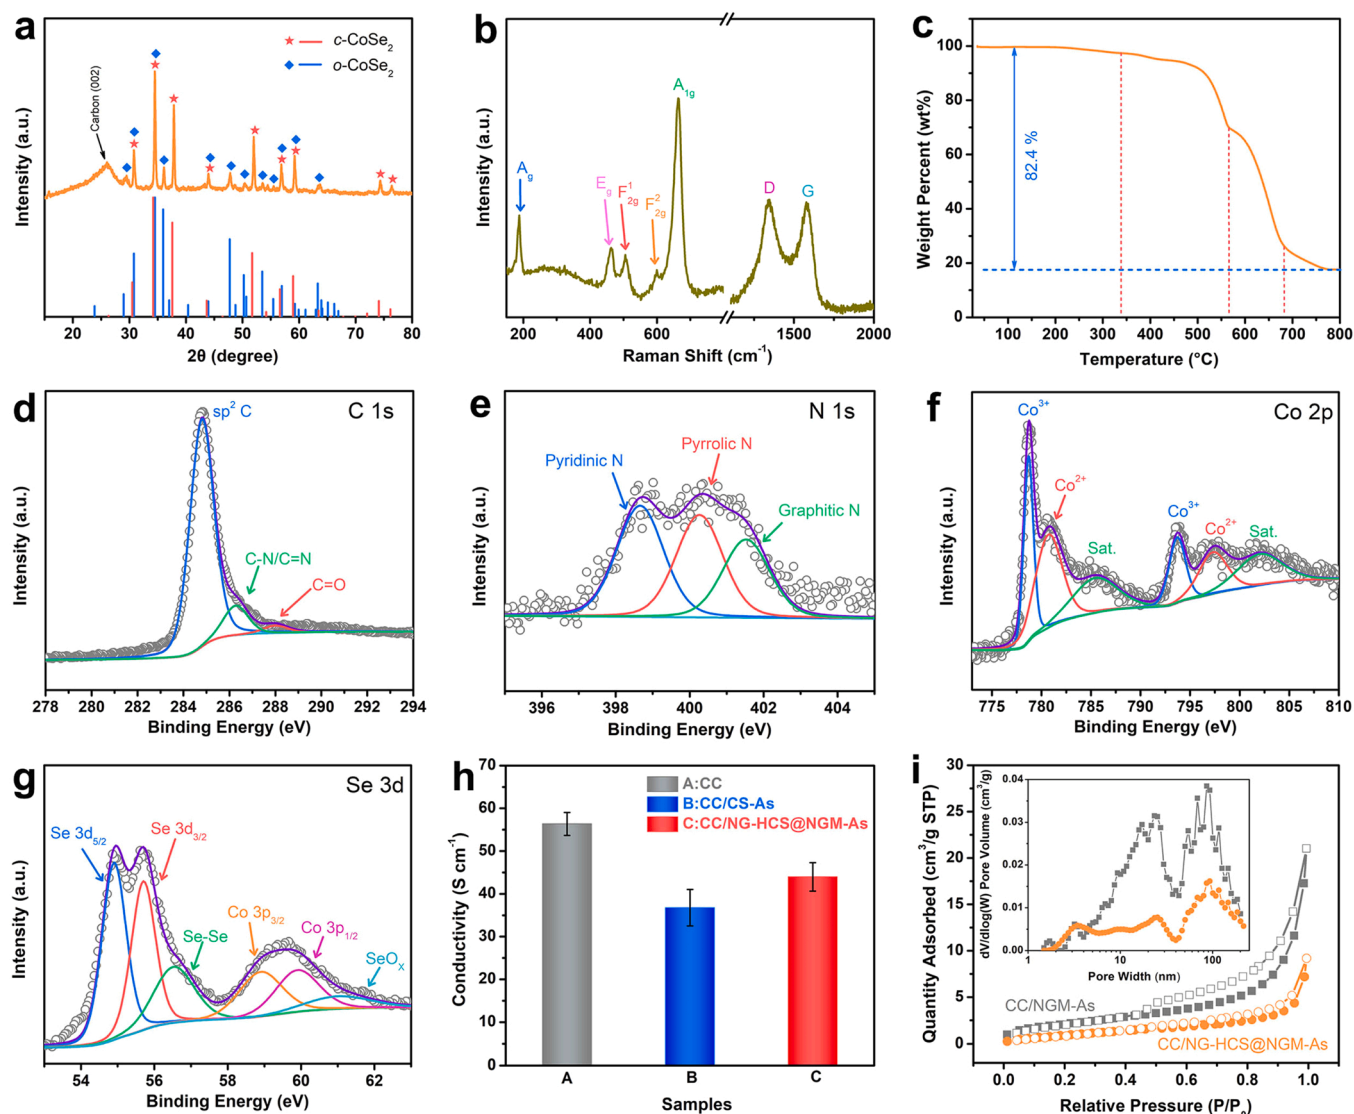 a
c-CoSe2
o-CoSe2
Carbon (002)
Intensity (a.u.)
20 30 40 50 60 70 80
2θ (degree)
b
Ag
Eg
F12g
F22g
A1g
D
G
Intensity (a.u.)
200 400 600 1500 2000
Raman Shift (cm-1)
c
82.4 %
Weight Percent (wt%)
100
80
60
40
20
0
100 200 300 400 500 600 700 800
Temperature (°C)
d
C 1s
sp2 C
C-N/C=N
C=O
Intensity (a.u.)
278 280 282 284 286 288 290 292 294
Binding Energy (eV)
e
N 1s
Pyridinic N
Pyrrolic N
Graphitic N
Intensity (a.u.)
396 398 400 402 404
Binding Energy (eV)
f
Co 2p
Co3+
Co2+
Sat.
Co3+
Co2+
Sat.
Intensity (a.u.)
775 780 785 790 795 800 805 810
Binding Energy (eV)
g
Se 3d
Se 3d5/2
Se 3d3/2
Se-Se
Co 3p3/2
Co 3p1/2
SeOX
Intensity (a.u.)
54 56 58 60 62
Binding Energy (eV)
h
A:CC
B:CC/CS-As
C:CC/NG-HCS@NGM-As
Conductivity (S cm-1)
70
65
60
55
50
45
40
35
30
25
20
15
10
5
0
A B C
Samples
i
Quantity Adsorbed (cm3/g STP)
30
25
20
15
10
5
0
dV/dlog(W) Pore Volume (cm3/g)
0.04
0.03
0.02
0.01
0.00
1 10 100
Pore Width (nm)
CC/NGM-As
CC/NG-HCS@NGM-As
0.0 0.2 0.4 0.6 0.8 1.0
Relative Pressure (P/P0)